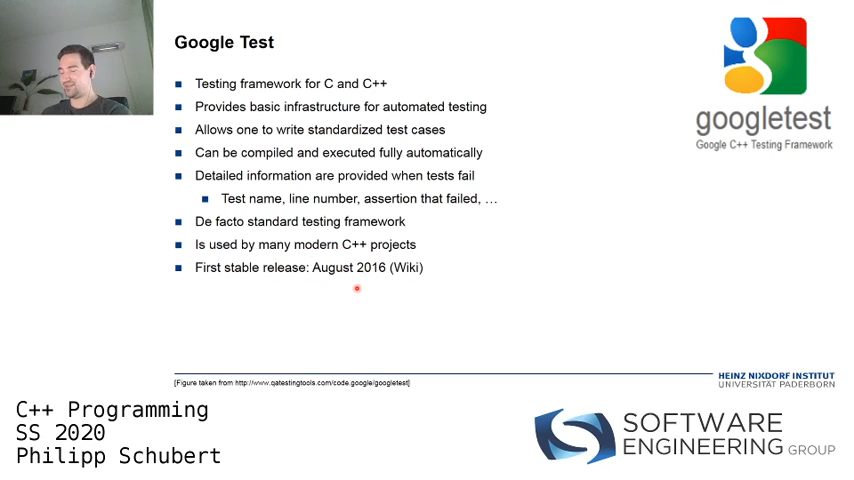 Google Test
Testing framework for C and C++
Provides basic infrastructure for automated testing
Allows one to write standardized test cases
Can be compiled and executed fully automatically
Detailed information are provided when tests fail
Test name, line number, assertion that failed, …
De facto standard testing framework
Is used by many modern C++ projects
First stable release: August 2016 (Wiki)
googletest
Google C++ Testing Framework
[Figure taken from http://www.qatestingtools.com/code.google/googletest]
HEINZ NIXDORF INSTITUT
UNIVERSITÄT PADERBORN
C++ Programming
SS 2020
Philipp Schubert
SOFTWARE
ENGINEERING GROUP